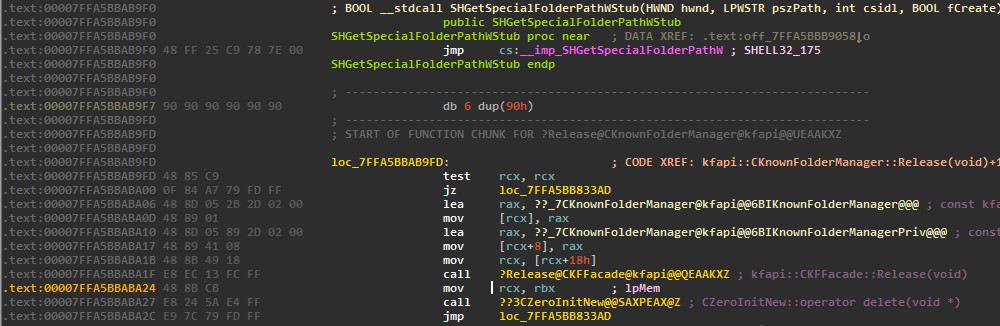 .text:00007FFA5BBAB9F0 ; BOOL __stdcall SHGetSpecialFolderPathWStub(HWND hwnd, LPWSTR pszPath, int csidl, BOOL fCreate)
.text:00007FFA5BBAB9F0 public SHGetSpecialFolderPathWStub
.text:00007FFA5BBAB9F0 SHGetSpecialFolderPathWStub proc near ; DATA XREF: .text:off_7FFA5BBB9058↓o
.text:00007FFA5BBAB9F0 48 FF 25 C9 78 7E 00 jmp cs:__imp_SHGetSpecialFolderPathW ; SHELL32_175
.text:00007FFA5BBAB9F0 SHGetSpecialFolderPathWStub endp
.text:00007FFA5BBAB9F0
.text:00007FFA5BBAB9F0 ; ---------------------------------------------------------------------------
.text:00007FFA5BBAB9F7 90 90 90 90 90 90 db 6 dup(90h)
.text:00007FFA5BBAB9FD ; ---------------------------------------------------------------------------
.text:00007FFA5BBAB9FD ; START OF FUNCTION CHUNK FOR ?Release@CKnownFolderManager@kfapi@@UEAAKXZ
.text:00007FFA5BBAB9FD
.text:00007FFA5BBAB9FD loc_7FFA5BBAB9FD: ; CODE XREF: kfapi::CKnownFolderManager::Release(void)+1
.text:00007FFA5BBAB9FD 48 85 C9 test rcx, rcx
.text:00007FFA5BBABA00 0F 84 A7 79 FD FF jz loc_7FFA5BB833AD
.text:00007FFA5BBABA06 48 8D 05 2B 2D 02 00 lea rax, ??_7CKnownFolderManager@kfapi@@6BIKnownFolderManager@@@ ; const kfa
.text:00007FFA5BBABA0D 48 89 01 mov [rcx], rax
.text:00007FFA5BBABA10 48 8D 05 89 2D 02 00 lea rax, ??_7CKnownFolderManager@kfapi@@6BIKnownFolderManagerPriv@@@ ; const
.text:00007FFA5BBABA17 48 89 41 08 mov [rcx+8], rax
.text:00007FFA5BBABA1B 48 8B 49 18 mov rcx, [rcx+18h]
.text:00007FFA5BBABA1F E8 EC 13 FC FF call ?Release@CKFFacade@kfapi@@QEAAKXZ ; kfapi::CKFFacade::Release(void)
.text:00007FFA5BBABA24 48 8B CB mov rcx, rbx ; lpMem
.text:00007FFA5BBABA27 E8 24 5A E4 FF call ??3CZeroInitNew@@SAXPEAX@Z ; CZeroInitNew::operator delete(void *)
.text:00007FFA5BBABA2C E9 7C 79 FD FF jmp loc_7FFA5BB833AD